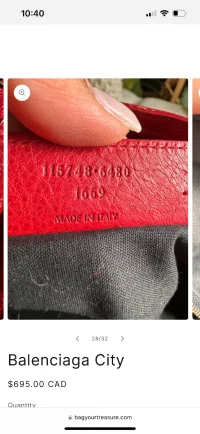 10:40
115748•6480
1669
MADE IN ITALY
28/32
Balenciaga City
$695.00 CAD
Quantity
bagyourtreasure.com